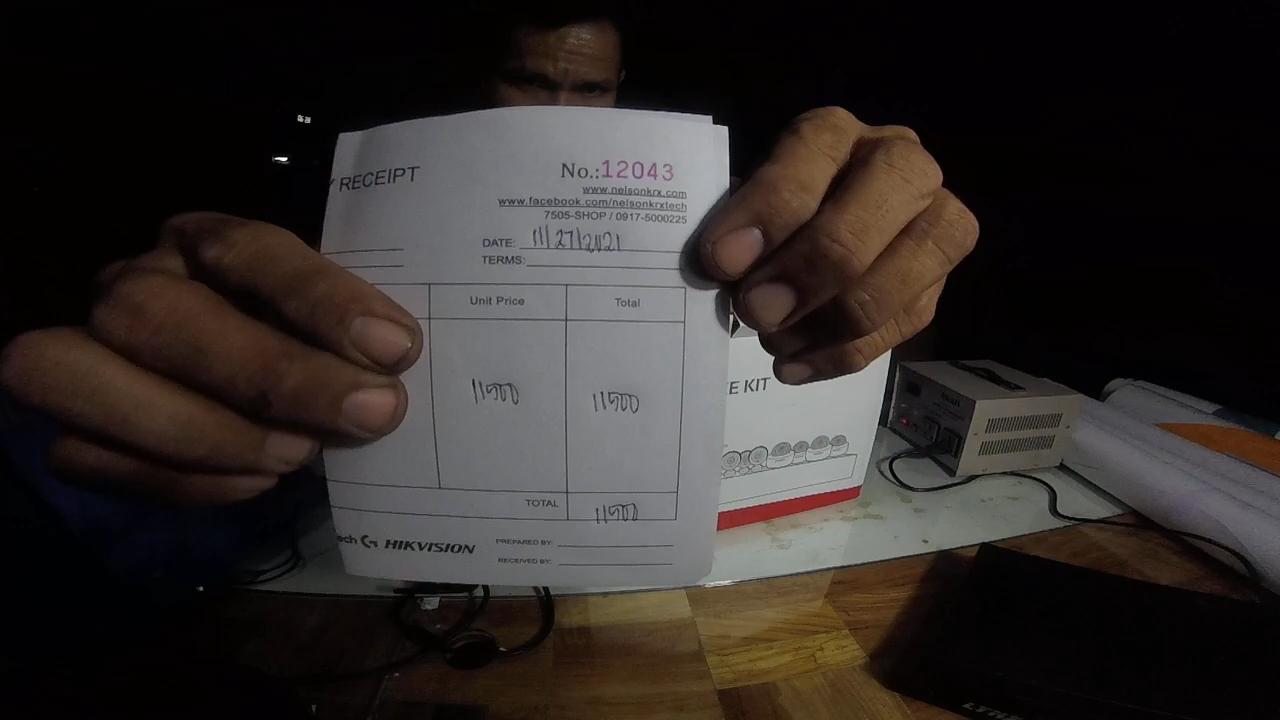 RECEIPT
No.:12043
www.nelsonkrx.com
www.facebook.com/nelsonkrxtech
7505-SHOP / 0917-5000225
DATE: 11/27/2021
TERMS:
Unit Price Total
11500 11500
TOTAL 11500
ech HIKVISION
PREPARED BY:
RECEIVED BY:
E KIT